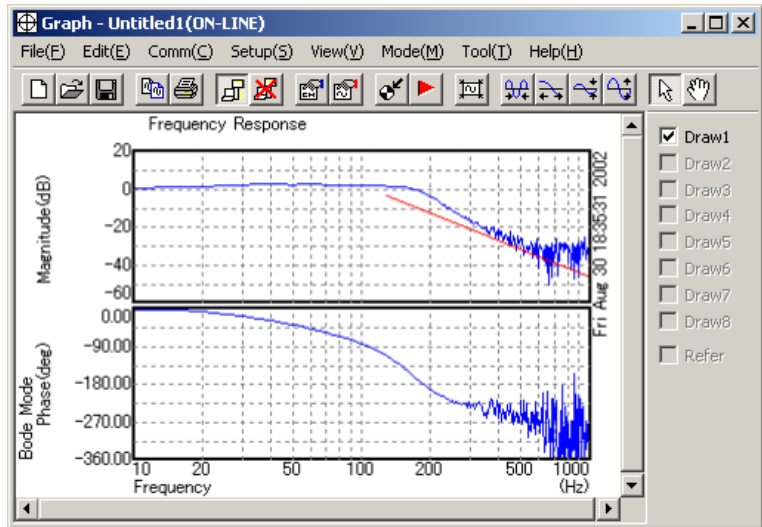 Graph - Untitled1(ON-LINE)
File(F) Edit(E) Comm(C) Setup(S) View(V) Mode(M) Tool(T) Help(H)
Frequency Response
Magnitude(dB)
20
0
-20
-40
-60
Fri Aug 30 18:35:31 2002
Bode Mode
Phase(deg)
0.00
-90.00
-180.00
-270.00
-360.00
10 20 50 100 200 500 1000
Frequency (Hz)
Draw1
Draw2
Draw3
Draw4
Draw5
Draw6
Draw7
Draw8
Refer